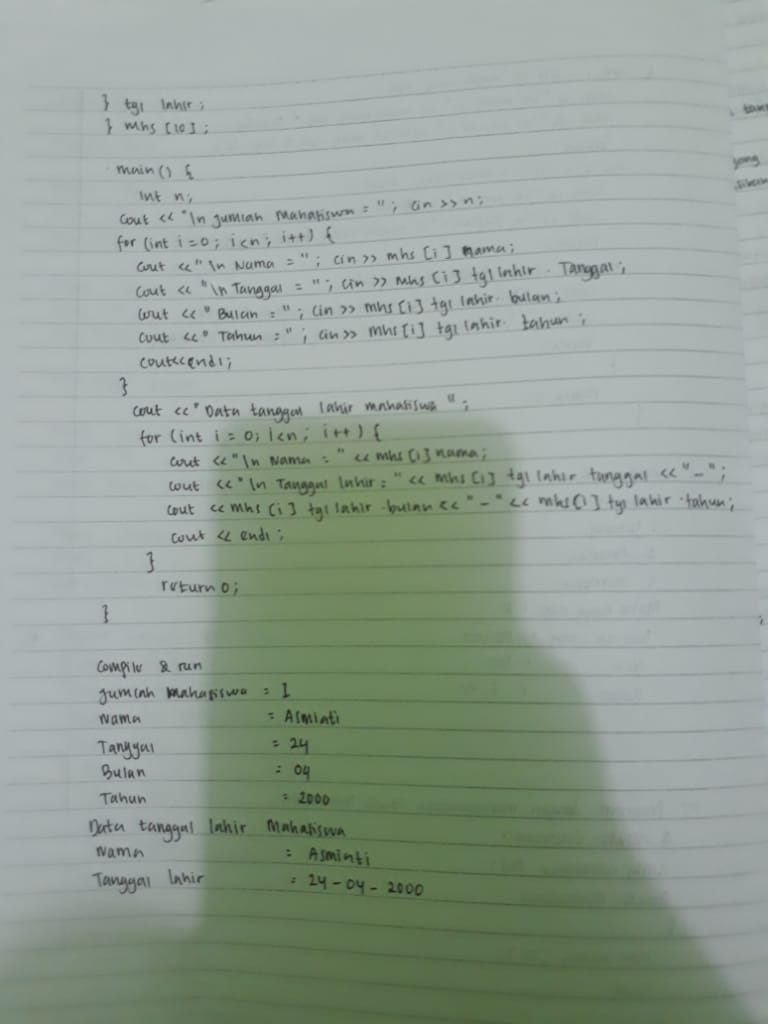 } tgl lahir;
} mhs [10];
main() {
int n;
cout << "\n jumlah Mahasiswa = "; cin >> n;
for (int i=0; i<n; i++) {
cout << "\n Nama = "; cin >> mhs [i] nama;
cout << "\n Tanggal = "; cin >> mhs [i] tgl lahir . Tanggal;
cout << " Bulan = "; cin >> mhs [i] tgl lahir. bulan;
cout << " Tahun = "; cin >> mhs [i] tgl lahir. tahun;
cout<<endl;
}
cout << "Data tanggal lahir mahasiswa ";
for (int i = 0; i<n; i++) {
cout << "\n Nama = " << mhs [i] nama;
cout << "\n Tanggal lahir = " << mhs [i] tgl lahir tanggal << "-";
cout << mhs [i] tgl lahir .bulan << "-" << mhs [i] tgl lahir .tahun;
cout << endl;
}
return 0;
}
Compile & run
jumlah Mahasiswa = 1
Nama = Asmiati
Tanggal = 24
Bulan = 04
Tahun = 2000
Data tanggal lahir Mahasiswa
Nama = Asmiati
Tanggal lahir = 24-04-2000